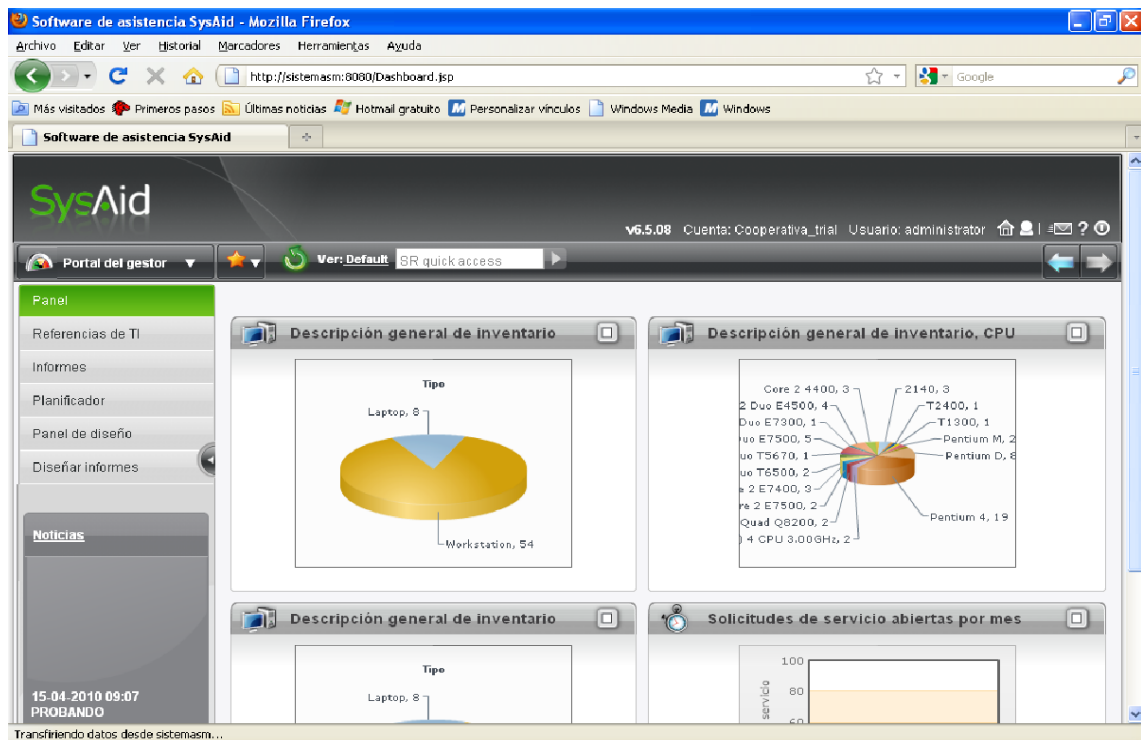 Software de asistencia SysAid - Mozilla Firefox
Archivo Editar Ver Historial Marcadores Herramientas Ayuda
http://sistemasm:8080/Dashboard.jsp
Google
Más visitados Primeros pasos Últimas noticias Hotmail gratuito Personalizar vínculos Windows Media Windows
Software de asistencia SysAid
SysAid
v6.5.08 Cuenta: Cooperativa_trial Usuario: administrator
Portal del gestor Ver: Default SR quick access
Panel
Referencias de TI
Informes
Planificador
Panel de diseño
Diseñar informes
Noticias
15-04-2010 09:07
PROBANDO
Descripción general de inventario
Tipo
Laptop, 8
Workstation, 54
Descripción general de inventario, CPU
Core 2 4400, 3
2 Duo E4500, 4
Duo E7300, 1
uo E7500, 5
uo T5670, 1
uo T6500, 2
2 E7400, 3
re 2 E7500, 2
Quad Q8200, 2
) 4 CPU 3.00GHz, 2
2140, 3
T2400, 1
T1300, 1
Pentium M, 2
Pentium D, 8
Pentium 4, 19
Descripción general de inventario
Tipo
Laptop, 8
Solicitudes de servicio abiertas por mes
100
80
60
servicio
Transfiriendo datos desde sistemasm...